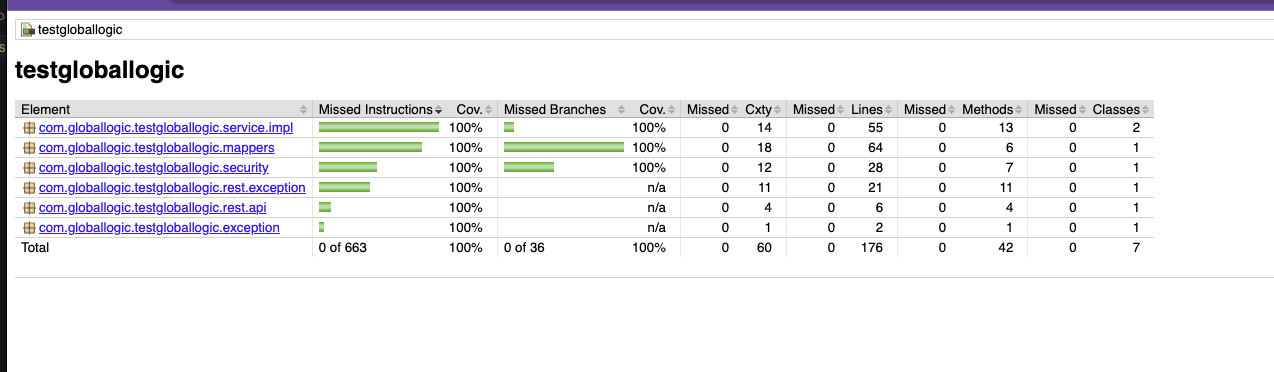 testgloballogic
testgloballogic
Element Missed Instructions Cov. Missed Branches Cov. Missed Cxty Missed Lines Missed Methods Missed Classes
com.globallogic.testgloballogic.service.impl 100% 100% 0 14 0 55 0 13 0 2
com.globallogic.testgloballogic.mappers 100% 100% 0 18 0 64 0 6 0 1
com.globallogic.testgloballogic.security 100% 100% 0 12 0 28 0 7 0 1
com.globallogic.testgloballogic.rest.exception 100% n/a 0 11 0 21 0 11 0 1
com.globallogic.testgloballogic.rest.api 100% n/a 0 4 0 6 0 4 0 1
com.globallogic.testgloballogic.exception 100% n/a 0 1 0 2 0 1 0 1
Total 0 of 663 100% 0 of 36 100% 0 60 0 176 0 42 0 7